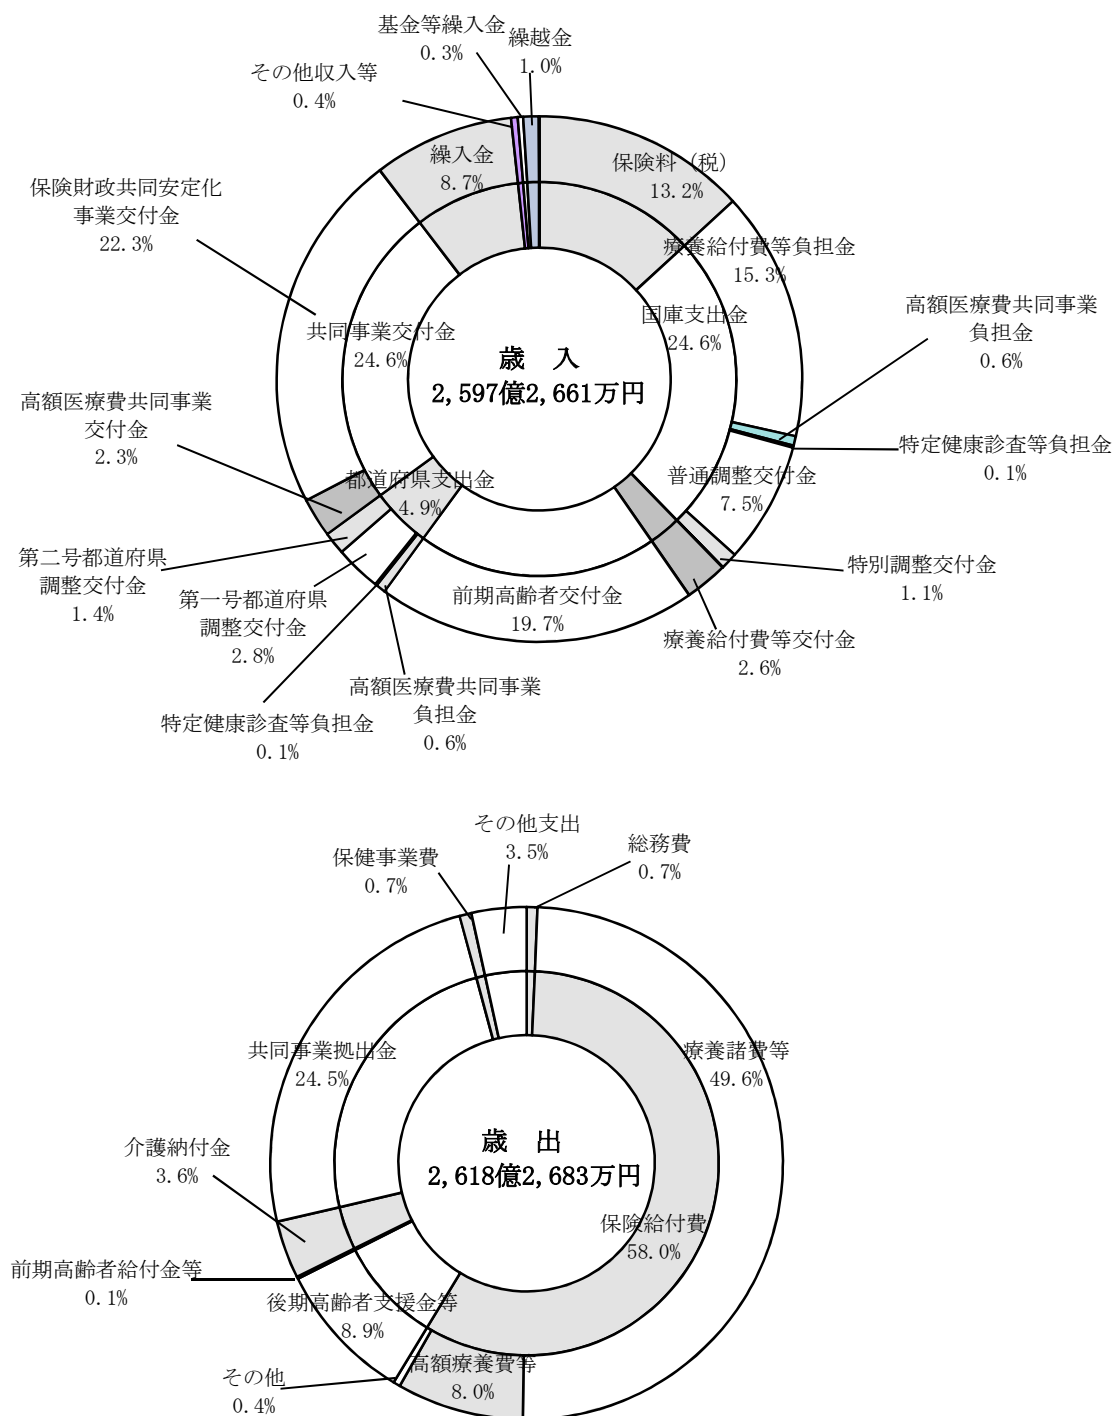 基金等繰入金
0.3%
繰越金
1.0%
その他収入等
0.4%
繰入金
8.7%
保険料（税）
13.2%
保険財政共同安定化
事業交付金
22.3%
療養給付費等負担金
15.3%
高額医療費共同事業
負担金
0.6%
国庫支出金
24.6%
共同事業交付金
24.6%
歳　入
2,597億2,661万円
高額医療費共同事業
交付金
2.3%
特定健康診査等負担金
0.1%
都道府県支出金
4.9%
普通調整交付金
7.5%
第二号都道府県
調整交付金
1.4%
特別調整交付金
1.1%
第一号都道府県
調整交付金
2.8%
前期高齢者交付金
19.7%
療養給付費等交付金
2.6%
高額医療費共同事業
負担金
0.6%
特定健康診査等負担金
0.1%
その他支出
3.5%
総務費
0.7%
保健事業費
0.7%
共同事業拠出金
24.5%
療養諸費等
49.6%
介護納付金
3.6%
歳　出
2,618億2,683万円
保険給付費
58.0%
前期高齢者給付金等
0.1%
後期高齢者支援金等
8.9%
高額療養費等
8.0%
その他
0.4%